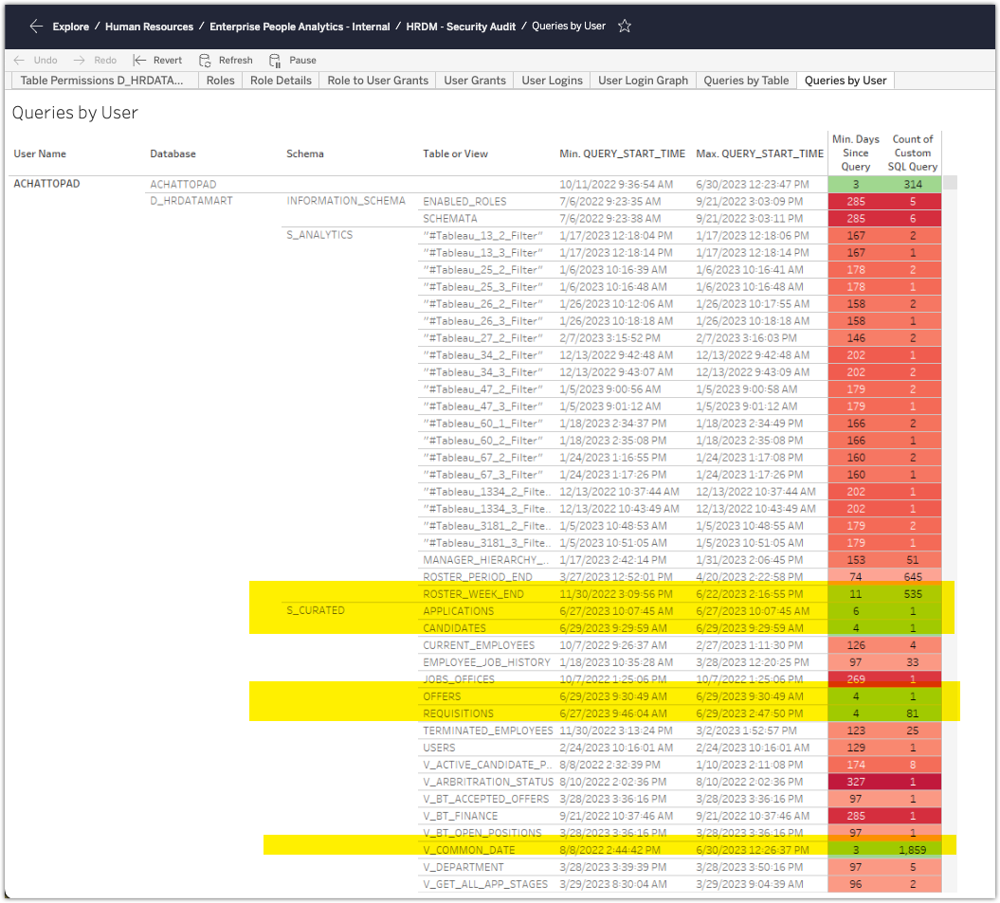 Explore / Human Resources / Enterprise People Analytics - Internal / HRDM - Security Audit / Queries by User
Undo Redo Revert Refresh Pause
Table Permissions D_HRDATA... Roles Role Details Role to User Grants User Grants User Logins User Login Graph Queries by Table Queries by User
Queries by User
User Name Database Schema Table or View Min. QUERY_START_TIME Max. QUERY_START_TIME Min. Days Since Query Count of Custom SQL Query
ACHATTOPAD ACHATTOPAD 10/11/2022 9:36:54 AM 6/30/2023 12:23:47 PM 3 314
D_HRDATAMART INFORMATION_SCHEMA ENABLED_ROLES 7/6/2022 9:23:35 AM 9/21/2022 3:03:09 PM 285 5
SCHEMATA 7/6/2022 9:23:38 AM 9/21/2022 3:03:11 PM 285 6
S_ANALYTICS "#Tableau_13_2_Filter" 1/17/2023 12:18:04 PM 1/17/2023 12:18:06 PM 167 2
"#Tableau_13_3_Filter" 1/17/2023 12:18:14 PM 1/17/2023 12:18:14 PM 167 1
"#Tableau_25_2_Filter" 1/6/2023 10:16:39 AM 1/6/2023 10:16:41 AM 178 2
"#Tableau_25_3_Filter" 1/6/2023 10:16:48 AM 1/6/2023 10:16:48 AM 178 1
"#Tableau_26_2_Filter" 1/26/2023 10:12:06 AM 1/26/2023 10:17:55 AM 158 2
"#Tableau_26_3_Filter" 1/26/2023 10:18:18 AM 1/26/2023 10:18:18 AM 158 1
"#Tableau_27_2_Filter" 2/7/2023 3:15:52 PM 2/7/2023 3:16:03 PM 146 2
"#Tableau_34_2_Filter" 12/13/2022 9:42:48 AM 12/13/2022 9:42:48 AM 202 1
"#Tableau_34_3_Filter" 12/13/2022 9:43:07 AM 12/13/2022 9:43:09 AM 202 2
"#Tableau_47_2_Filter" 1/5/2023 9:00:56 AM 1/5/2023 9:00:58 AM 179 2
"#Tableau_47_3_Filter" 1/5/2023 9:01:12 AM 1/5/2023 9:01:12 AM 179 1
"#Tableau_60_1_Filter" 1/18/2023 2:34:37 PM 1/18/2023 2:34:49 PM 166 2
"#Tableau_60_2_Filter" 1/18/2023 2:35:08 PM 1/18/2023 2:35:08 PM 166 1
"#Tableau_67_2_Filter" 1/24/2023 1:16:55 PM 1/24/2023 1:17:08 PM 160 2
"#Tableau_67_3_Filter" 1/24/2023 1:17:26 PM 1/24/2023 1:17:26 PM 160 1
"#Tableau_1334_2_Filte.. 12/13/2022 10:37:44 AM 12/13/2022 10:37:44 AM 202 1
"#Tableau_1334_3_Filte.. 12/13/2022 10:43:49 AM 12/13/2022 10:43:49 AM 202 1
"#Tableau_3181_2_Filte.. 1/5/2023 10:48:53 AM 1/5/2023 10:48:55 AM 179 2
"#Tableau_3181_3_Filte.. 1/5/2023 10:51:05 AM 1/5/2023 10:51:05 AM 179 1
MANAGER_HIERARCHY_.. 1/17/2023 2:42:14 PM 1/31/2023 2:06:45 PM 153 51
ROSTER_PERIOD_END 3/27/2023 12:52:01 PM 4/20/2023 2:22:58 PM 74 645
ROSTER_WEEK_END 11/30/2022 3:09:56 PM 6/22/2023 2:16:55 PM 11 535
S_CURATED APPLICATIONS 6/27/2023 10:07:45 AM 6/27/2023 10:07:45 AM 6 1
CANDIDATES 6/29/2023 9:29:59 AM 6/29/2023 9:29:59 AM 4 1
CURRENT_EMPLOYEES 10/7/2022 9:26:37 AM 2/27/2023 1:11:30 PM 126 4
EMPLOYEE_JOB_HISTORY 1/18/2023 10:35:28 AM 3/28/2023 12:20:25 PM 97 33
JOBS_OFFICES 10/7/2022 1:25:06 PM 10/7/2022 1:25:06 PM 269 1
OFFERS 6/29/2023 9:30:49 AM 6/29/2023 9:30:49 AM 4 1
REQUISITIONS 6/27/2023 9:46:04 AM 6/29/2023 2:47:50 PM 4 81
TERMINATED_EMPLOYEES 11/30/2022 3:13:24 PM 3/2/2023 1:52:57 PM 123 25
USERS 2/24/2023 10:16:01 AM 2/24/2023 10:16:01 AM 129 1
V_ACTIVE_CANDIDATE_P.. 8/8/2022 2:32:39 PM 1/10/2023 2:11:08 PM 174 8
V_ARBRITRATION_STATUS 8/10/2022 2:02:36 PM 8/10/2022 2:02:36 PM 327 1
V_BT_ACCEPTED_OFFERS 3/28/2023 3:36:16 PM 3/28/2023 3:36:16 PM 97 1
V_BT_FINANCE 9/21/2022 10:37:46 AM 9/21/2022 10:37:46 AM 285 1
V_BT_OPEN_POSITIONS 3/28/2023 3:36:16 PM 3/28/2023 3:36:16 PM 97 1
V_COMMON_DATE 8/8/2022 2:44:42 PM 6/30/2023 12:26:37 PM 3 1,859
V_DEPARTMENT 3/28/2023 3:39:39 PM 3/28/2023 3:50:16 PM 97 5
V_GET_ALL_APP_STAGES 3/29/2023 8:30:04 AM 3/29/2023 9:04:39 AM 96 2